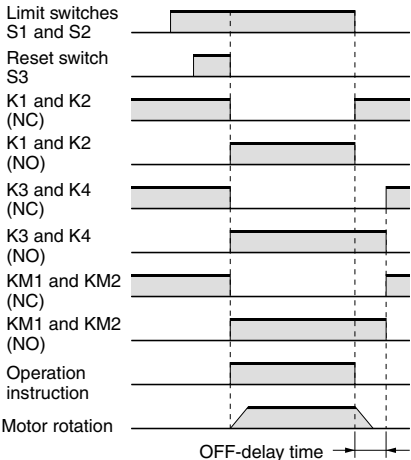 Limit switches
S1 and S2
Reset switch
S3
K1 and K2
(NC)
K1 and K2
(NO)
K3 and K4
(NC)
K3 and K4
(NO)
KM1 and KM2
(NC)
KM1 and KM2
(NO)
Operation
instruction
Motor rotation
OFF-delay time